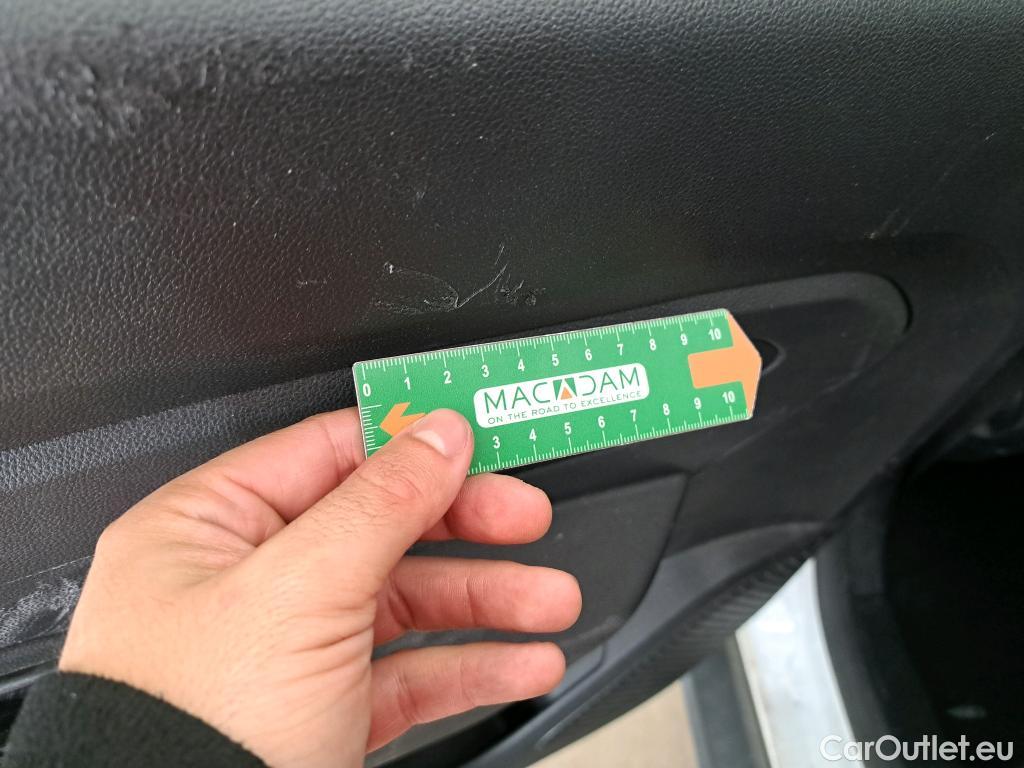 0 1 2 3 4 5 6 7 8 9 10
MACADAM
ON THE ROAD TO EXCELLENCE
3 4 5 6 7 8 9 10
CarOutlet.eu